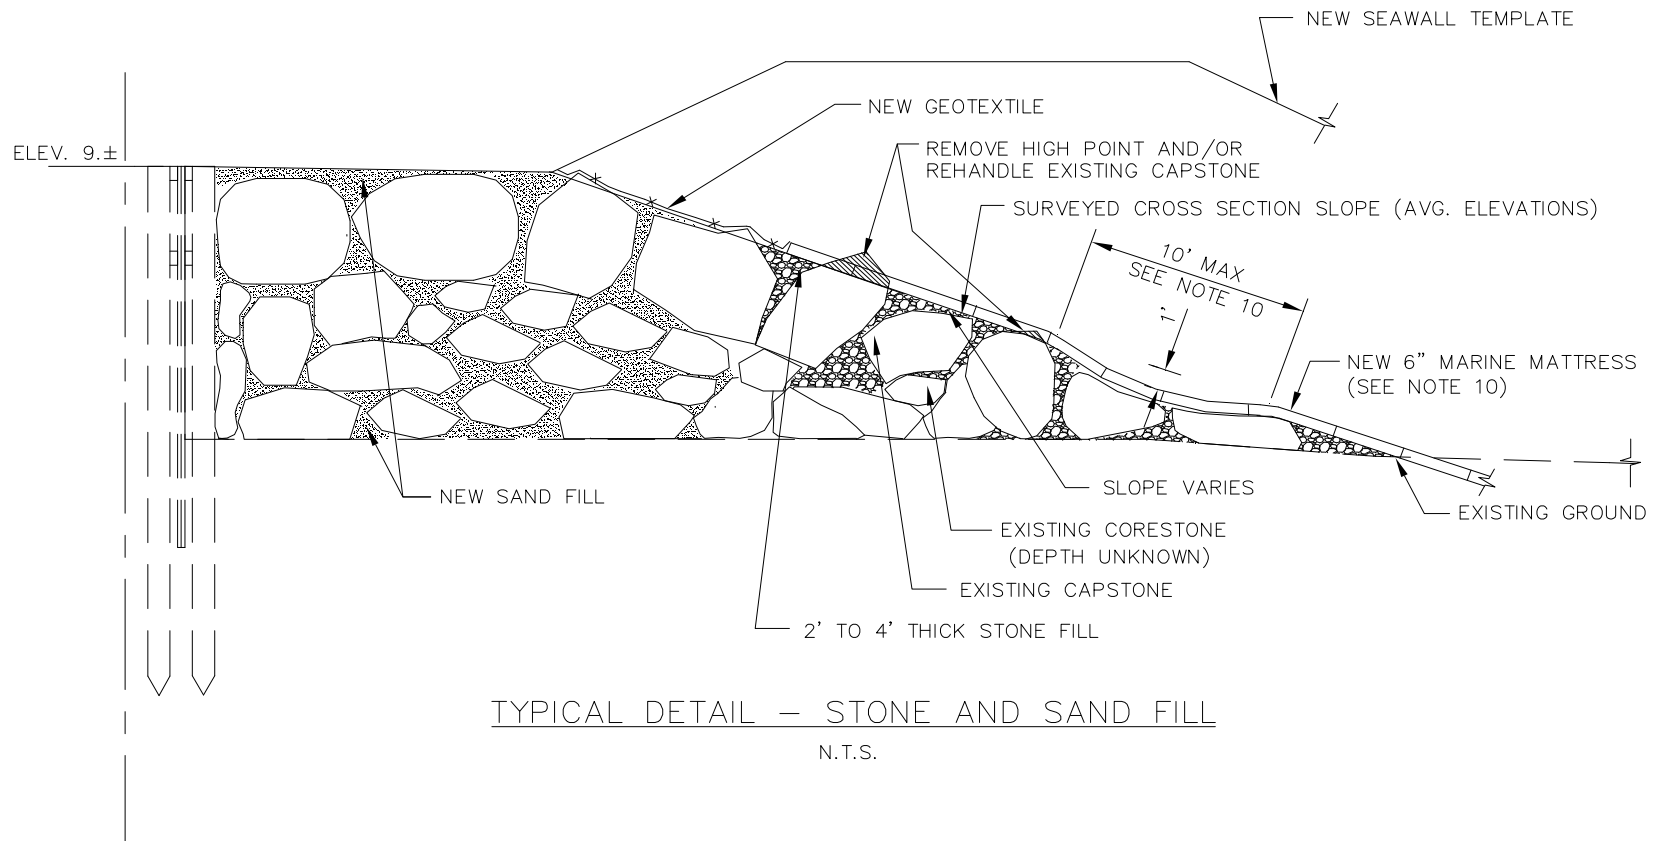 NEW SEAWALL TEMPLATE
NEW GEOTEXTILE
ELEV. 9.±
REMOVE HIGH POINT AND/OR
REHANDLE EXISTING CAPSTONE
SURVEYED CROSS SECTION SLOPE (AVG. ELEVATIONS)
10' MAX
SEE NOTE 10
1'
NEW 6" MARINE MATTRESS
(SEE NOTE 10)
NEW SAND FILL
SLOPE VARIES
EXISTING GROUND
EXISTING CORESTONE
(DEPTH UNKNOWN)
EXISTING CAPSTONE
2' TO 4' THICK STONE FILL
TYPICAL DETAIL – STONE AND SAND FILL
N.T.S.